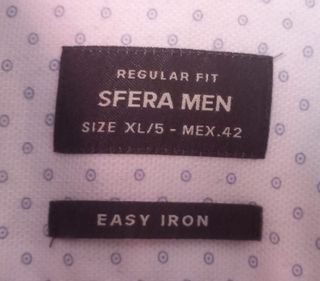 REGULAR FIT
SFERA MEN
SIZE XL/5 - MEX.42
EASY IRON